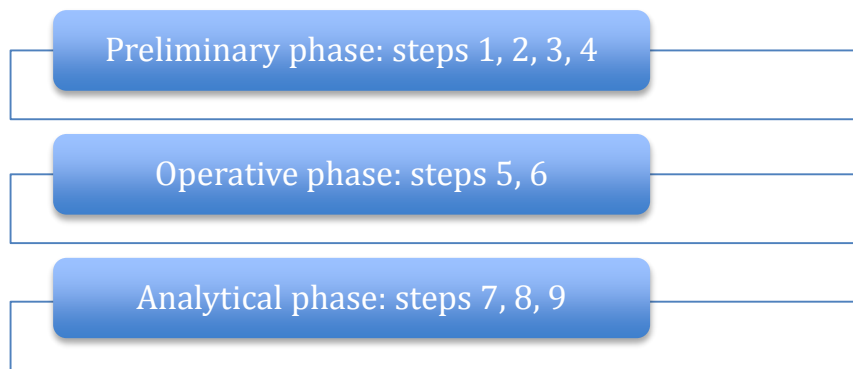 Preliminary phase: steps 1, 2, 3, 4
Operative phase: steps 5, 6
Analytical phase: steps 7, 8, 9